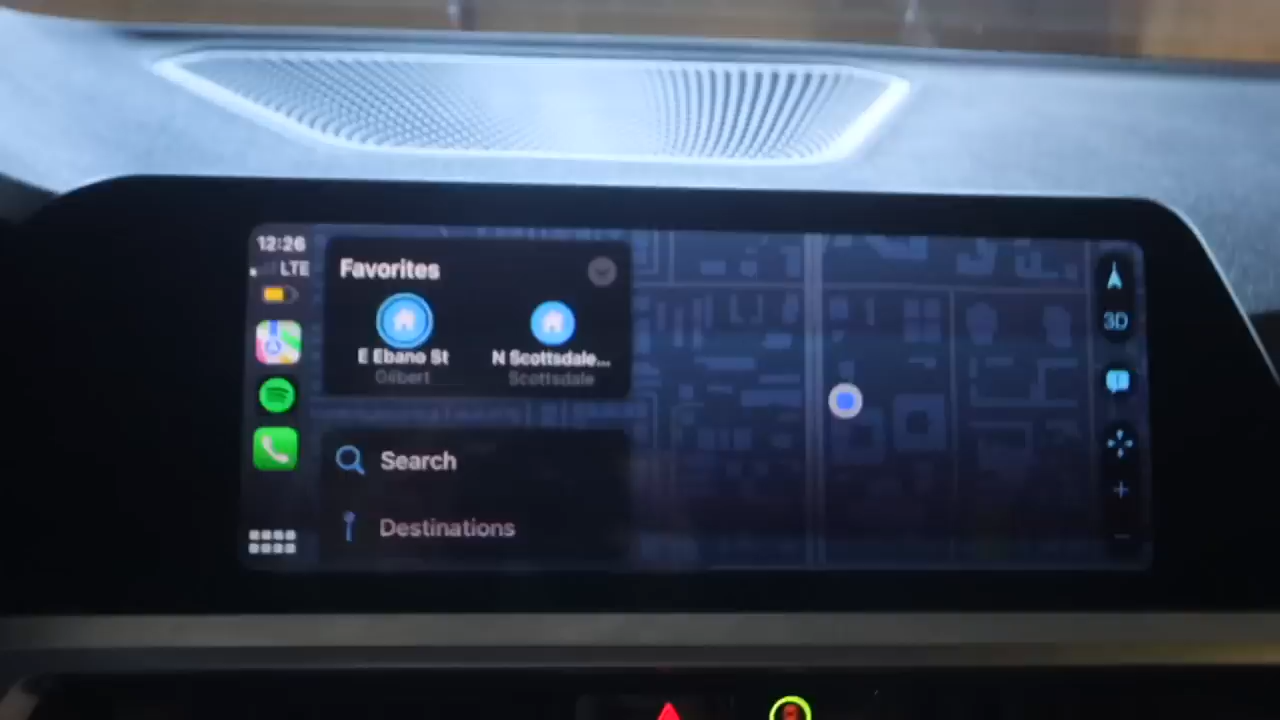 12:26
LTE
Favorites
E Ebano St
Gilbert
N Scottsdale...
Scottsdale
Search
Destinations
3D